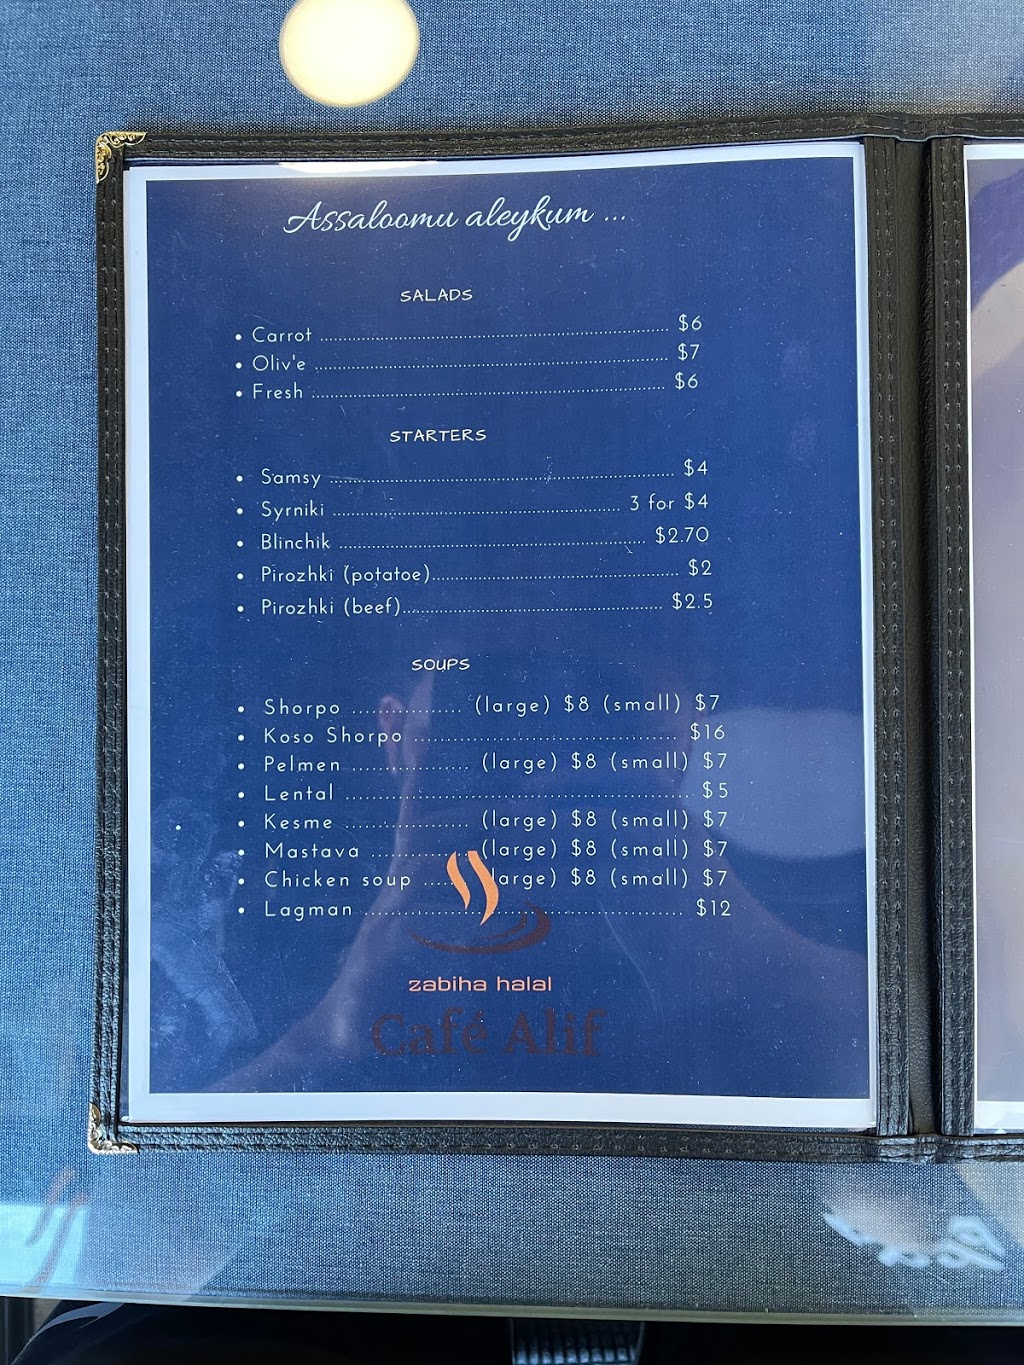 Assaloomu aleykum ...
SALADS
• Carrot ........................................ $6
• Oliv'e ........................................ $7
• Fresh ........................................ $6
STARTERS
• Samsy ........................................ $4
• Syrniki ........................................ 3 for $4
• Blinchik ........................................ $2.70
• Pirozhki (potatoe)........................................ $2
• Pirozhki (beef)........................................ $2.5
SOUPS
• Shorpo ................. (large) $8 (small) $7
• Koso Shorpo ........................................ $16
• Pelmen .................. (large) $8 (small) $7
• Lental ........................................ $5
• Kesme ................... (large) $8 (small) $7
• Mastava ................ (large) $8 (small) $7
• Chicken soup ..... large) $8 (small) $7
• Lagman ........................................ $12
zabiha halal
Café Alif